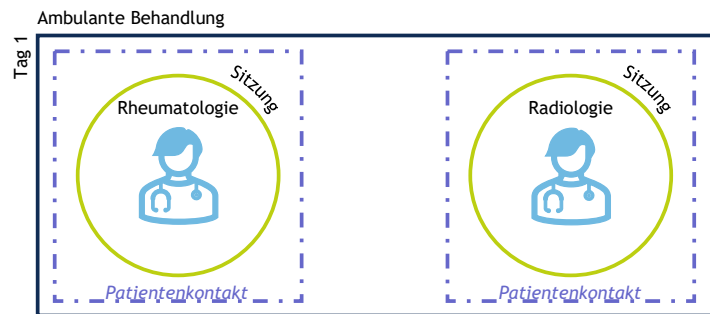 Ambulante Behandlung
Tag 1
Sitzung
Rheumatologie
Patientenkontakt
Sitzung
Radiologie
Patientenkontakt